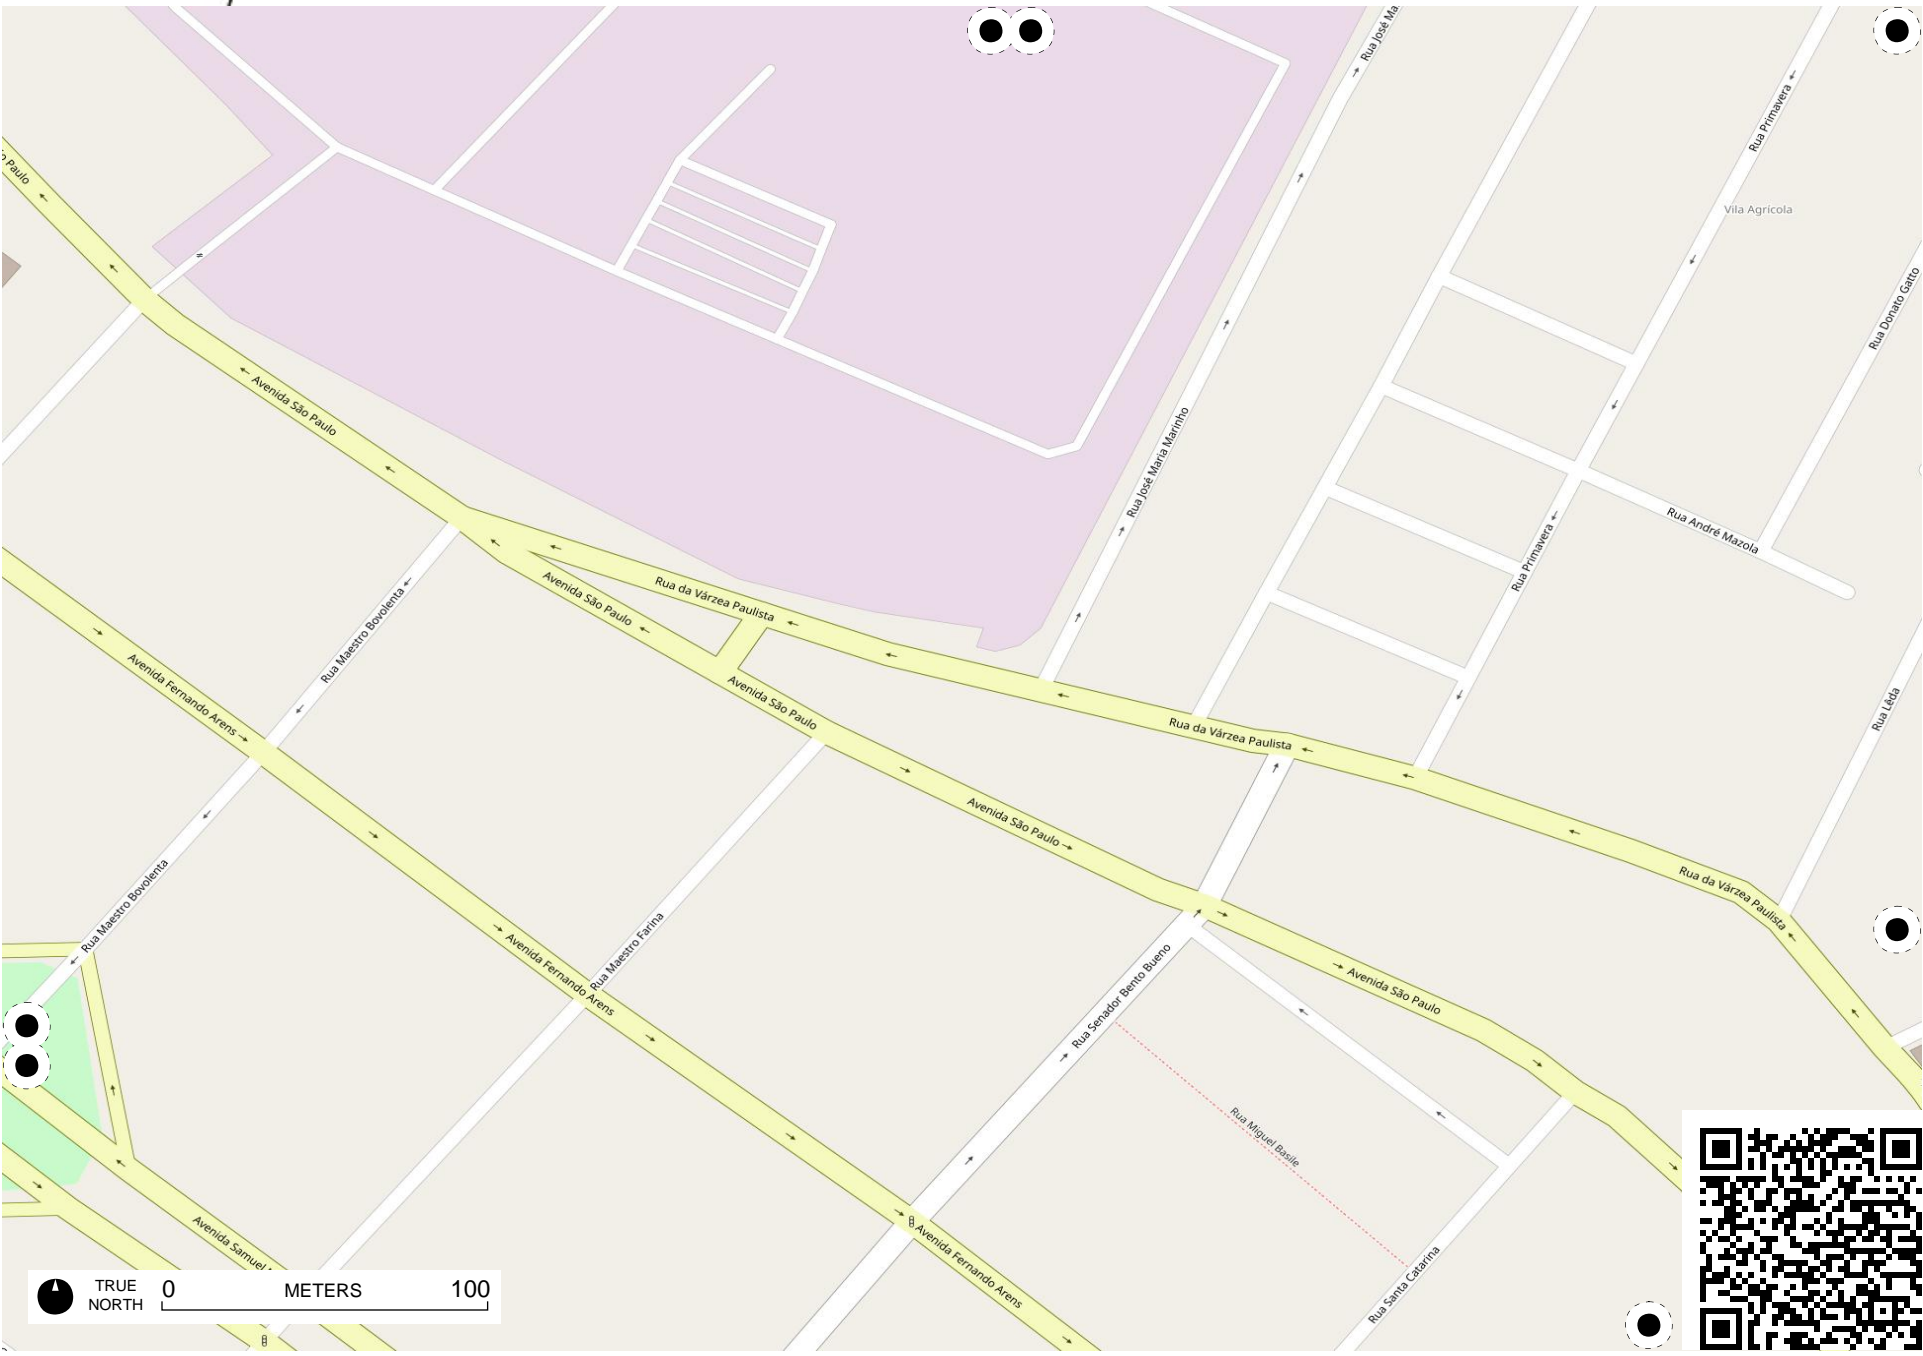 Rua José Ma
Rua Primavera
o Paulo
Vila Agricola
Rua Donato Gatto
Avenida São Paulo
Rua José Maria Marinho
Rua André Mazola
Rua Primavera
Avenida São Paulo
Rua da Várzea Paulista
Rua Maestro Bovolenta
Avenida Fernando Arens
Avenida São Paulo
Rua da Várzea Paulista
Rua Lêda
Avenida São Paulo
Rua da Várzea Paulista
Rua Maestro Bovolenta
Rua Maestro Farina
Avenida Fernando Arens
Rua Senador Bento Bueno
Avenida São Paulo
Rua Miguel Basile
Avenida Samuel
Avenida Fernando Arens
Rua Santa Catarina
TRUE
NORTH
0 METERS 100